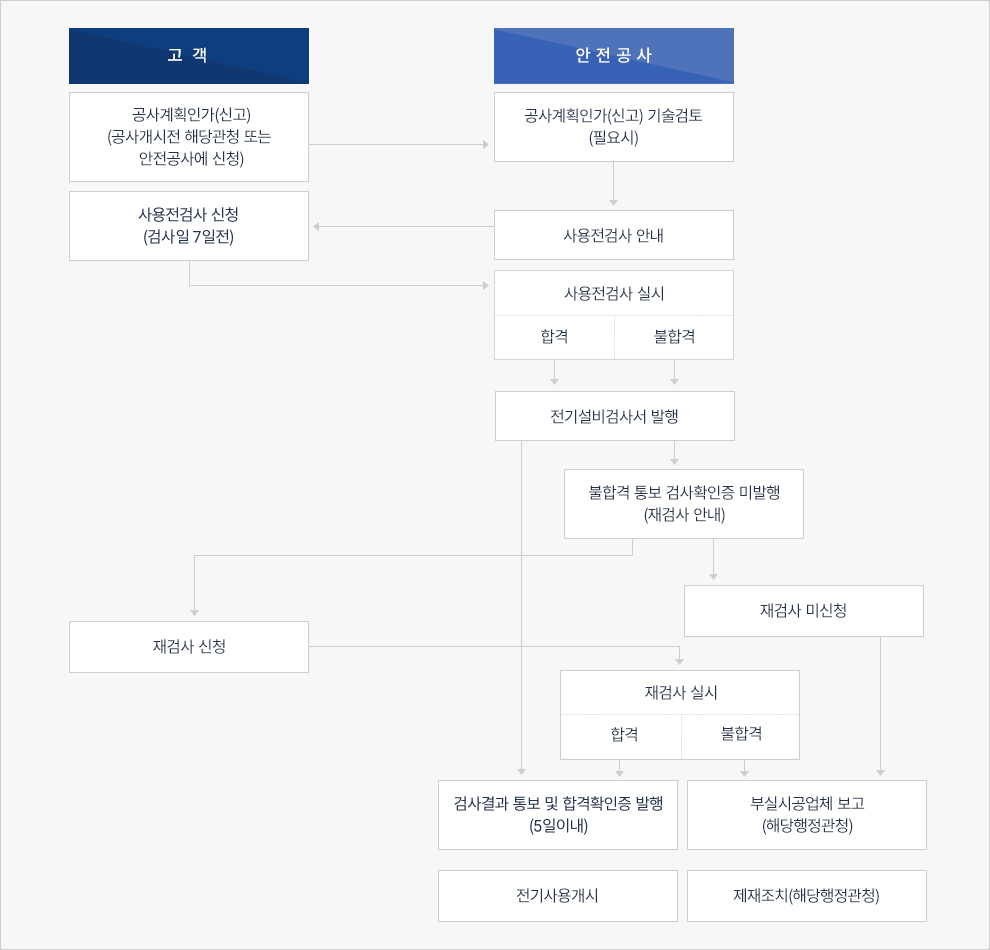 고 객
안 전 공 사
공사계획인가(신고)
(공사개시전 해당관청 또는
안전공사에 신청)
공사계획인가(신고) 기술검토
(필요시)
사용전검사 신청
(검사일 7일전)
사용전검사 안내
사용전검사 실시
합격
불합격
전기설비검사서 발행
불합격 통보 검사확인증 미발행
(재검사 안내)
재검사 미신청
재검사 신청
재검사 실시
합격
불합격
검사결과 통보 및 합격확인증 발행
(5일이내)
부실시공업체 보고
(해당행정관청)
전기사용개시
제재조치(해당행정관청)